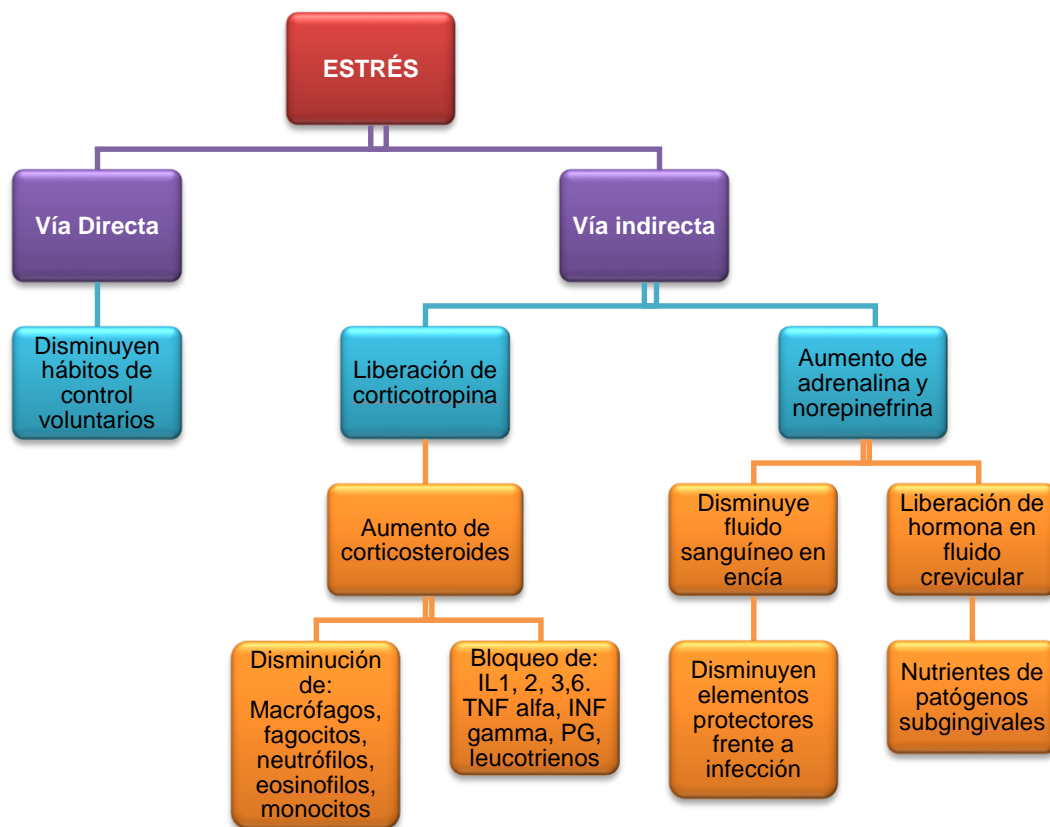 ESTRÉS
Vía Directa
Vía indirecta
Disminuyen
hábitos de
control
voluntarios
Liberación de
corticotropina
Aumento de
adrenalina y
norepinefrina
Aumento de
corticosteroides
Disminuye
fluido
sanguíneo en
encía
Liberación de
hormona en
fluido
crevicular
Disminución
de:
Macrófagos,
fagocitos,
neutrófilos,
eosinofilos,
monocitos
Bloqueo de:
IL1, 2, 3,6.
TNF alfa, INF
gamma, PG,
leucotrienos
Disminuyen
elementos
protectores
frente a
infección
Nutrientes de
patógenos
subgingivales